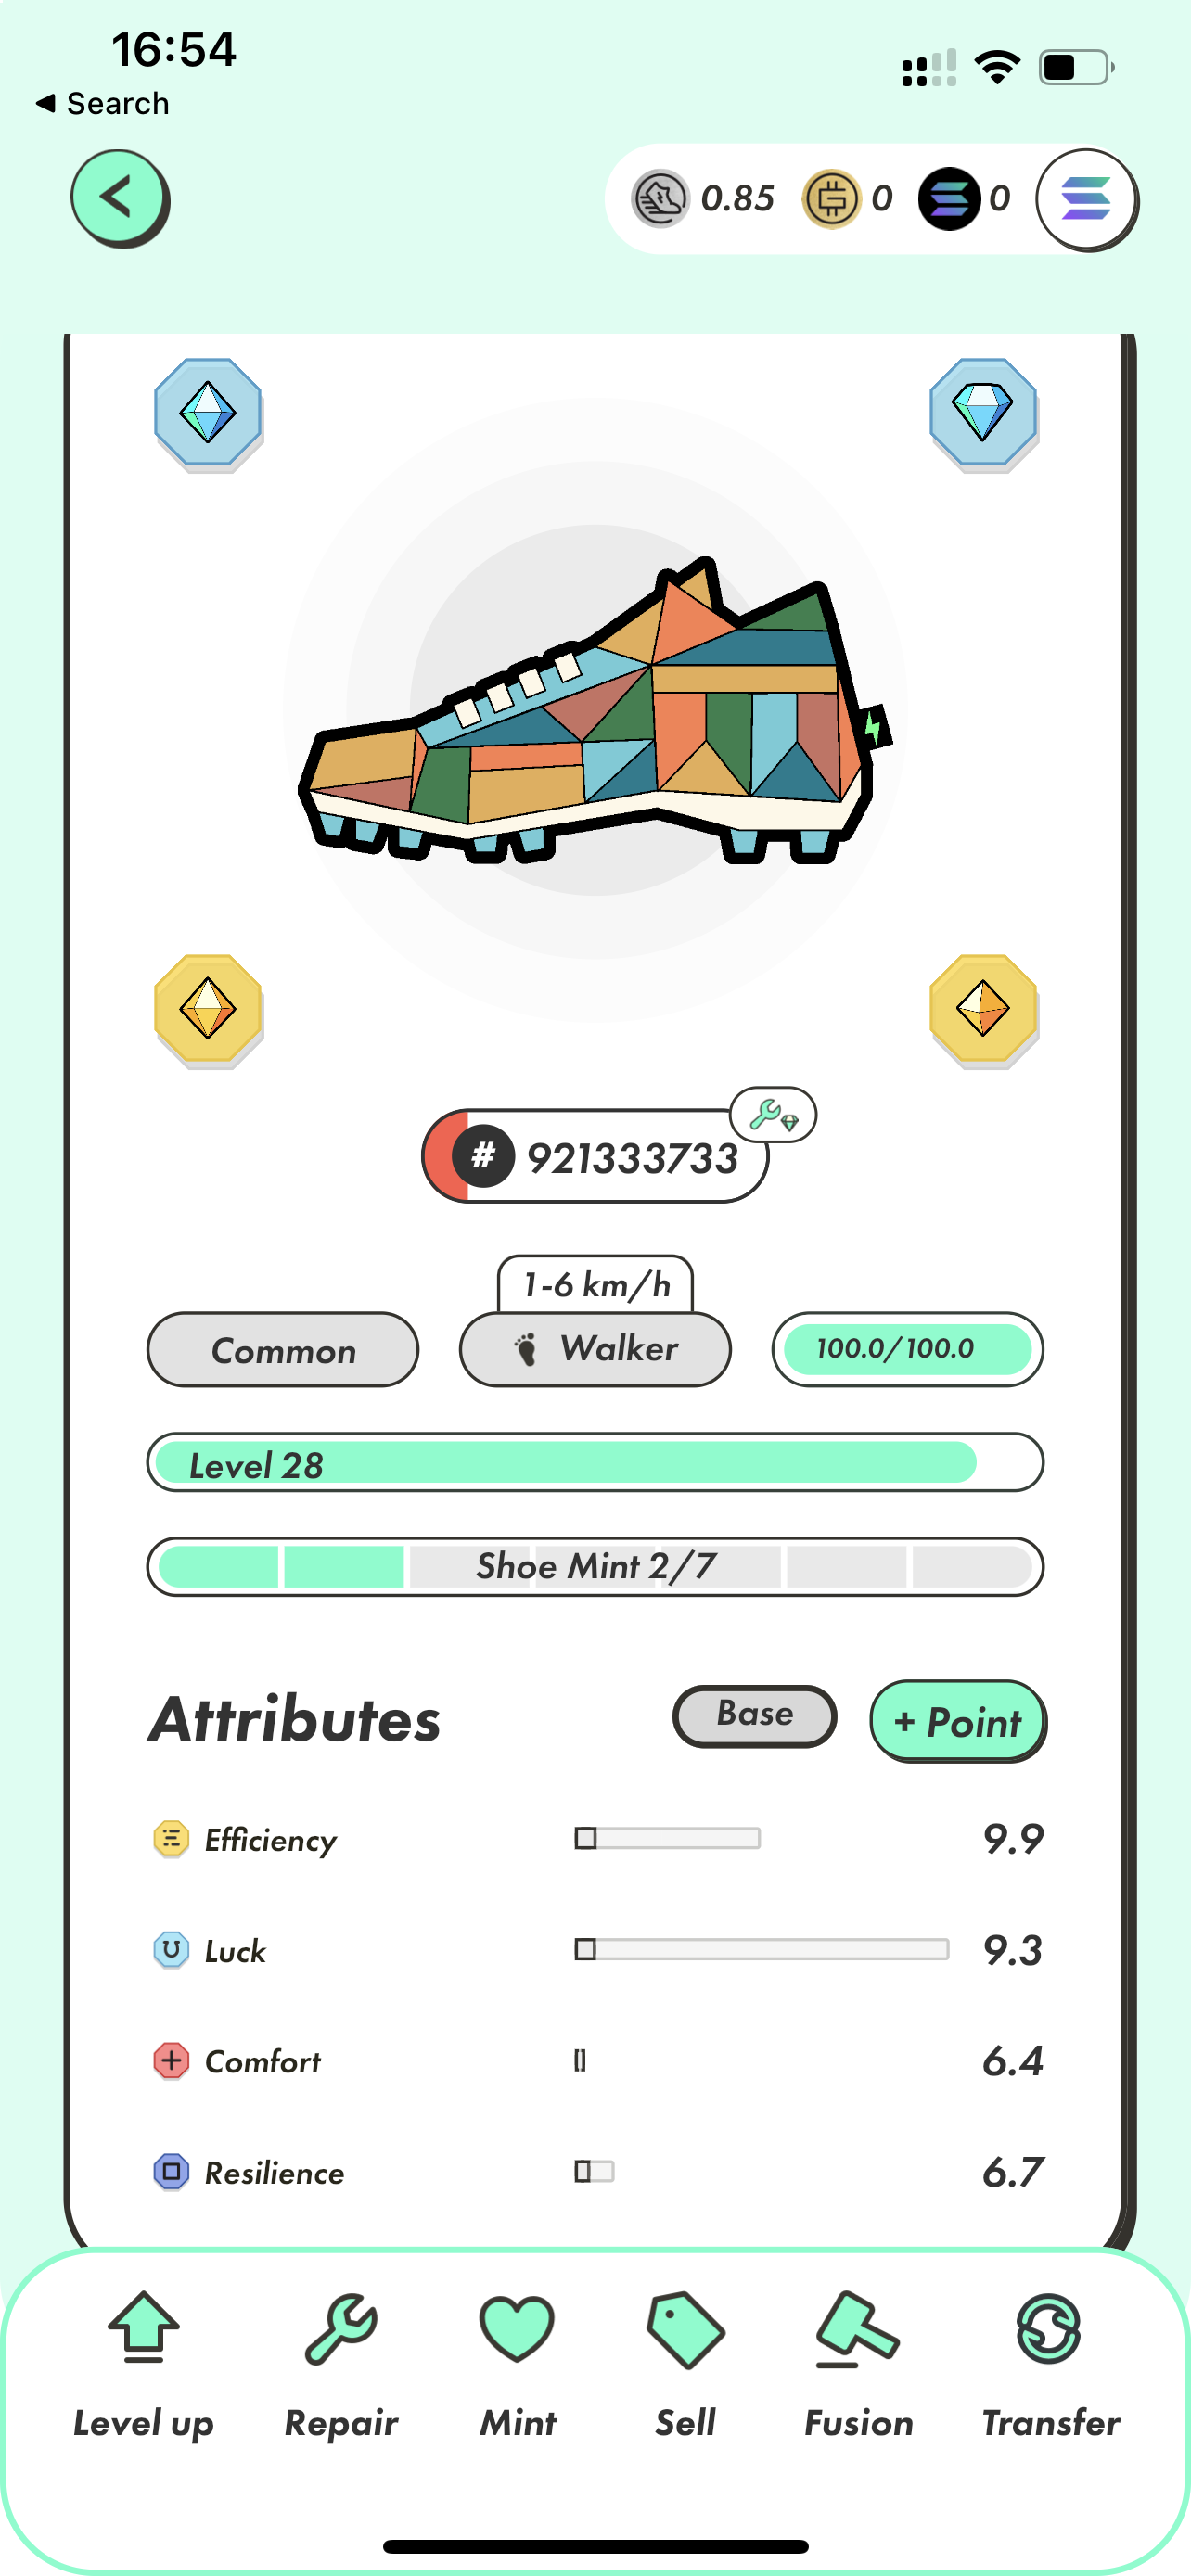 16:54
◀ Search
0.85 0 0
# 921333733
1-6 km/h
Common Walker 100.0/100.0
Level 28
Shoe Mint 2/7
Attributes Base + Point
Efficiency 9.9
Luck 9.3
Comfort 6.4
Resilience 6.7
Level up Repair Mint Sell Fusion Transfer